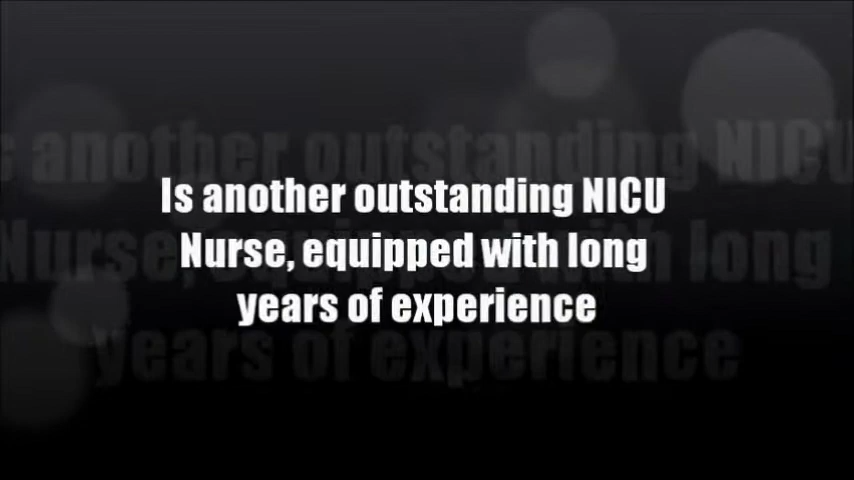 Is another outstanding NICU
Nurse, equipped with long
years of experience